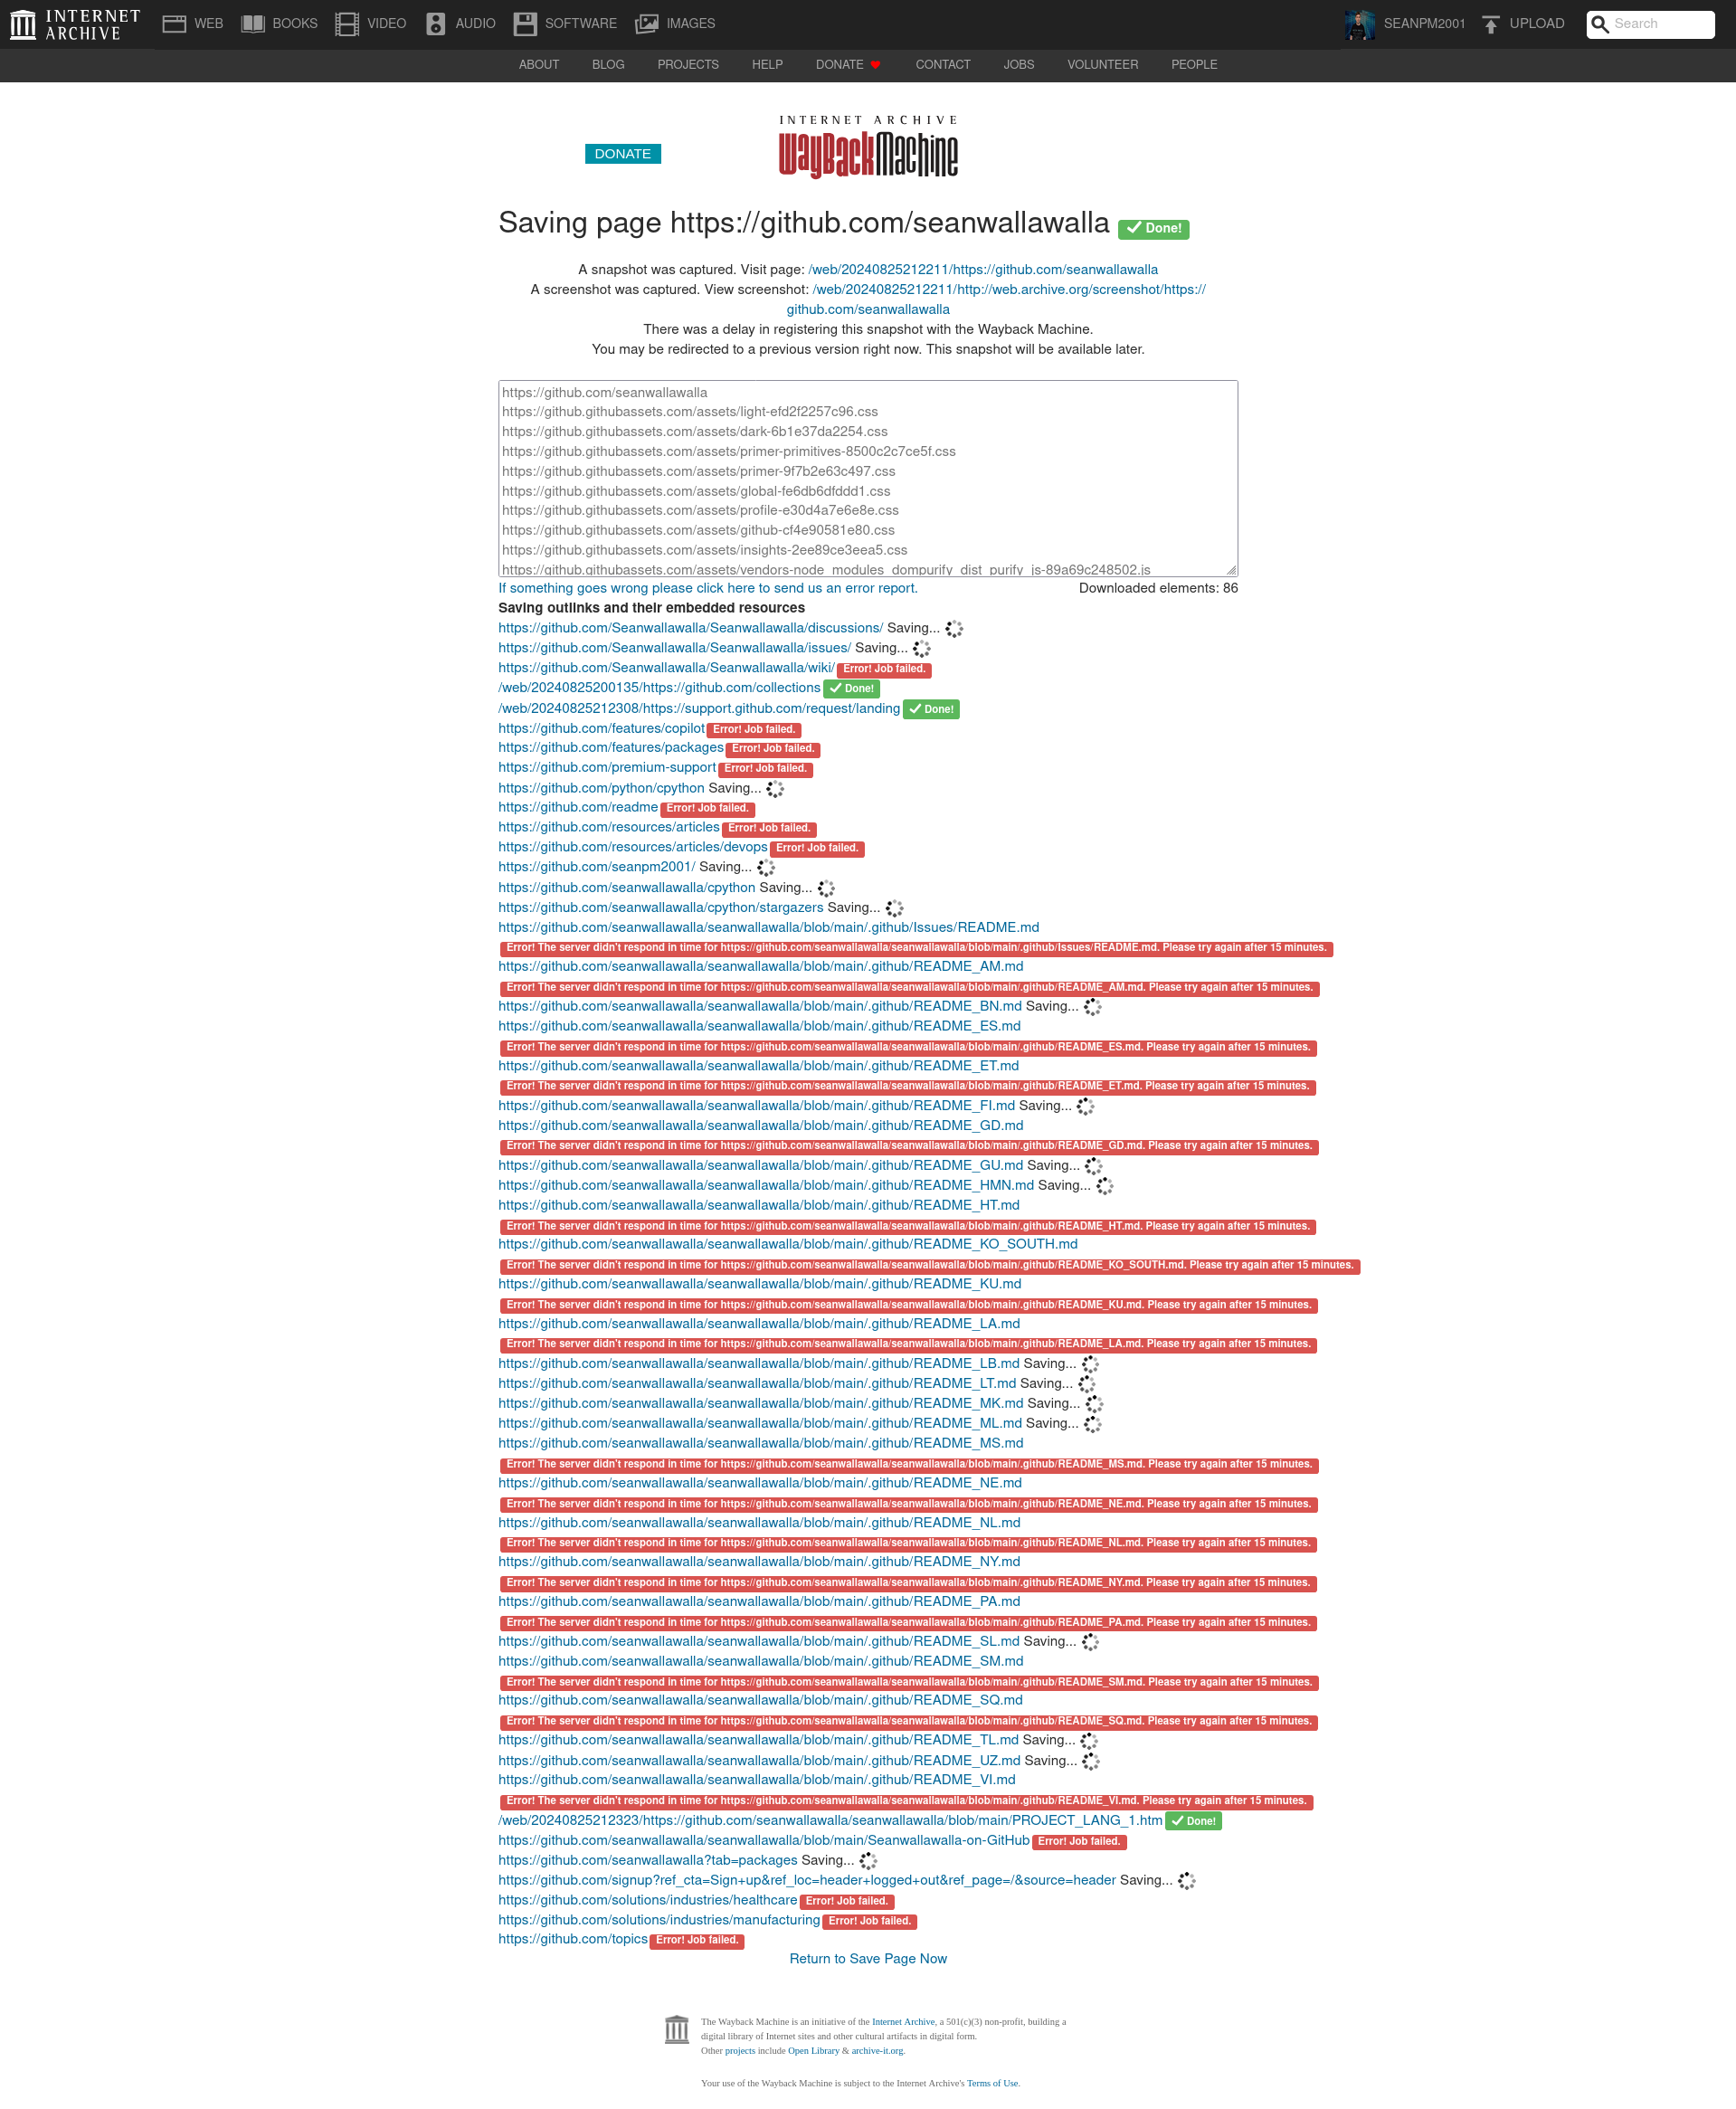 INTERNET ARCHIVE WEB BOOKS VIDEO AUDIO SOFTWARE IMAGES SEANPM2001 UPLOAD Search
ABOUT BLOG PROJECTS HELP DONATE CONTACT JOBS VOLUNTEER PEOPLE
INTERNET ARCHIVE
DONATE WayBackMachine
Saving page https://github.com/seanwallawalla Done!
A snapshot was captured. Visit page: /web/20240825212211/https://github.com/seanwallawalla
A screenshot was captured. View screenshot: /web/20240825212211/http://web.archive.org/screenshot/https://
github.com/seanwallawalla
There was a delay in registering this snapshot with the Wayback Machine.
You may be redirected to a previous version right now. This snapshot will be available later.
https://github.com/seanwallawalla
https://github.githubassets.com/assets/light-efd2f2257c96.css
https://github.githubassets.com/assets/dark-6b1e37da2254.css
https://github.githubassets.com/assets/primer-primitives-8500c2c7ce5f.css
https://github.githubassets.com/assets/primer-9f7b2e63c497.css
https://github.githubassets.com/assets/global-fe6db6dfddd1.css
https://github.githubassets.com/assets/profile-e30d4a7e6e8e.css
https://github.githubassets.com/assets/github-cf4e90581e80.css
https://github.githubassets.com/assets/insights-2ee89ce3eea5.css
https://github.githubassets.com/assets/vendors-node_modules_dompurify_dist_purify_js-89a69c248502.js
If something goes wrong please click here to send us an error report. Downloaded elements: 86
Saving outlinks and their embedded resources
https://github.com/Seanwallawalla/Seanwallawalla/discussions/ Saving...
https://github.com/Seanwallawalla/Seanwallawalla/issues/ Saving...
https://github.com/Seanwallawalla/Seanwallawalla/wiki/ Error! Job failed.
/web/20240825200135/https://github.com/collections Done!
/web/20240825212308/https://support.github.com/request/landing Done!
https://github.com/features/copilot Error! Job failed.
https://github.com/features/packages Error! Job failed.
https://github.com/premium-support Error! Job failed.
https://github.com/python/cpython Saving...
https://github.com/readme Error! Job failed.
https://github.com/resources/articles Error! Job failed.
https://github.com/resources/articles/devops Error! Job failed.
https://github.com/seanpm2001/ Saving...
https://github.com/seanwallawalla/cpython Saving...
https://github.com/seanwallawalla/cpython/stargazers Saving...
https://github.com/seanwallawalla/seanwallawalla/blob/main/.github/Issues/README.md
Error! The server didn't respond in time for https://github.com/seanwallawalla/seanwallawalla/blob/main/.github/Issues/README.md. Please try again after 15 minutes.
https://github.com/seanwallawalla/seanwallawalla/blob/main/.github/README_AM.md
Error! The server didn't respond in time for https://github.com/seanwallawalla/seanwallawalla/blob/main/.github/README_AM.md. Please try again after 15 minutes.
https://github.com/seanwallawalla/seanwallawalla/blob/main/.github/README_BN.md Saving...
https://github.com/seanwallawalla/seanwallawalla/blob/main/.github/README_ES.md
Error! The server didn't respond in time for https://github.com/seanwallawalla/seanwallawalla/blob/main/.github/README_ES.md. Please try again after 15 minutes.
https://github.com/seanwallawalla/seanwallawalla/blob/main/.github/README_ET.md
Error! The server didn't respond in time for https://github.com/seanwallawalla/seanwallawalla/blob/main/.github/README_ET.md. Please try again after 15 minutes.
https://github.com/seanwallawalla/seanwallawalla/blob/main/.github/README_FI.md Saving...
https://github.com/seanwallawalla/seanwallawalla/blob/main/.github/README_GD.md
Error! The server didn't respond in time for https://github.com/seanwallawalla/seanwallawalla/blob/main/.github/README_GD.md. Please try again after 15 minutes.
https://github.com/seanwallawalla/seanwallawalla/blob/main/.github/README_GU.md Saving...
https://github.com/seanwallawalla/seanwallawalla/blob/main/.github/README_HMN.md Saving...
https://github.com/seanwallawalla/seanwallawalla/blob/main/.github/README_HT.md
Error! The server didn't respond in time for https://github.com/seanwallawalla/seanwallawalla/blob/main/.github/README_HT.md. Please try again after 15 minutes.
https://github.com/seanwallawalla/seanwallawalla/blob/main/.github/README_KO_SOUTH.md
Error! The server didn't respond in time for https://github.com/seanwallawalla/seanwallawalla/blob/main/.github/README_KO_SOUTH.md. Please try again after 15 minutes.
https://github.com/seanwallawalla/seanwallawalla/blob/main/.github/README_KU.md
Error! The server didn't respond in time for https://github.com/seanwallawalla/seanwallawalla/blob/main/.github/README_KU.md. Please try again after 15 minutes.
https://github.com/seanwallawalla/seanwallawalla/blob/main/.github/README_LA.md
Error! The server didn't respond in time for https://github.com/seanwallawalla/seanwallawalla/blob/main/.github/README_LA.md. Please try again after 15 minutes.
https://github.com/seanwallawalla/seanwallawalla/blob/main/.github/README_LB.md Saving...
https://github.com/seanwallawalla/seanwallawalla/blob/main/.github/README_LT.md Saving...
https://github.com/seanwallawalla/seanwallawalla/blob/main/.github/README_MK.md Saving...
https://github.com/seanwallawalla/seanwallawalla/blob/main/.github/README_ML.md Saving...
https://github.com/seanwallawalla/seanwallawalla/blob/main/.github/README_MS.md
Error! The server didn't respond in time for https://github.com/seanwallawalla/seanwallawalla/blob/main/.github/README_MS.md. Please try again after 15 minutes.
https://github.com/seanwallawalla/seanwallawalla/blob/main/.github/README_NE.md
Error! The server didn't respond in time for https://github.com/seanwallawalla/seanwallawalla/blob/main/.github/README_NE.md. Please try again after 15 minutes.
https://github.com/seanwallawalla/seanwallawalla/blob/main/.github/README_NL.md
Error! The server didn't respond in time for https://github.com/seanwallawalla/seanwallawalla/blob/main/.github/README_NL.md. Please try again after 15 minutes.
https://github.com/seanwallawalla/seanwallawalla/blob/main/.github/README_NY.md
Error! The server didn't respond in time for https://github.com/seanwallawalla/seanwallawalla/blob/main/.github/README_NY.md. Please try again after 15 minutes.
https://github.com/seanwallawalla/seanwallawalla/blob/main/.github/README_PA.md
Error! The server didn't respond in time for https://github.com/seanwallawalla/seanwallawalla/blob/main/.github/README_PA.md. Please try again after 15 minutes.
https://github.com/seanwallawalla/seanwallawalla/blob/main/.github/README_SL.md Saving...
https://github.com/seanwallawalla/seanwallawalla/blob/main/.github/README_SM.md
Error! The server didn't respond in time for https://github.com/seanwallawalla/seanwallawalla/blob/main/.github/README_SM.md. Please try again after 15 minutes.
https://github.com/seanwallawalla/seanwallawalla/blob/main/.github/README_SQ.md
Error! The server didn't respond in time for https://github.com/seanwallawalla/seanwallawalla/blob/main/.github/README_SQ.md. Please try again after 15 minutes.
https://github.com/seanwallawalla/seanwallawalla/blob/main/.github/README_TL.md Saving...
https://github.com/seanwallawalla/seanwallawalla/blob/main/.github/README_UZ.md Saving...
https://github.com/seanwallawalla/seanwallawalla/blob/main/.github/README_VI.md
Error! The server didn't respond in time for https://github.com/seanwallawalla/seanwallawalla/blob/main/.github/README_VI.md. Please try again after 15 minutes.
/web/20240825212323/https://github.com/seanwallawalla/seanwallawalla/blob/main/PROJECT_LANG_1.htm Done!
https://github.com/seanwallawalla/seanwallawalla/blob/main/Seanwallawalla-on-GitHub Error! Job failed.
https://github.com/seanwallawalla?tab=packages Saving...
https://github.com/signup?ref_cta=Sign+up&ref_loc=header+logged+out&ref_page=/&source=header Saving...
https://github.com/solutions/industries/healthcare Error! Job failed.
https://github.com/solutions/industries/manufacturing Error! Job failed.
https://github.com/topics Error! Job failed.
Return to Save Page Now
The Wayback Machine is an initiative of the Internet Archive, a 501(c)(3) non-profit, building a
digital library of Internet sites and other cultural artifacts in digital form.
Other projects include Open Library & archive-it.org.
Your use of the Wayback Machine is subject to the Internet Archive's Terms of Use.